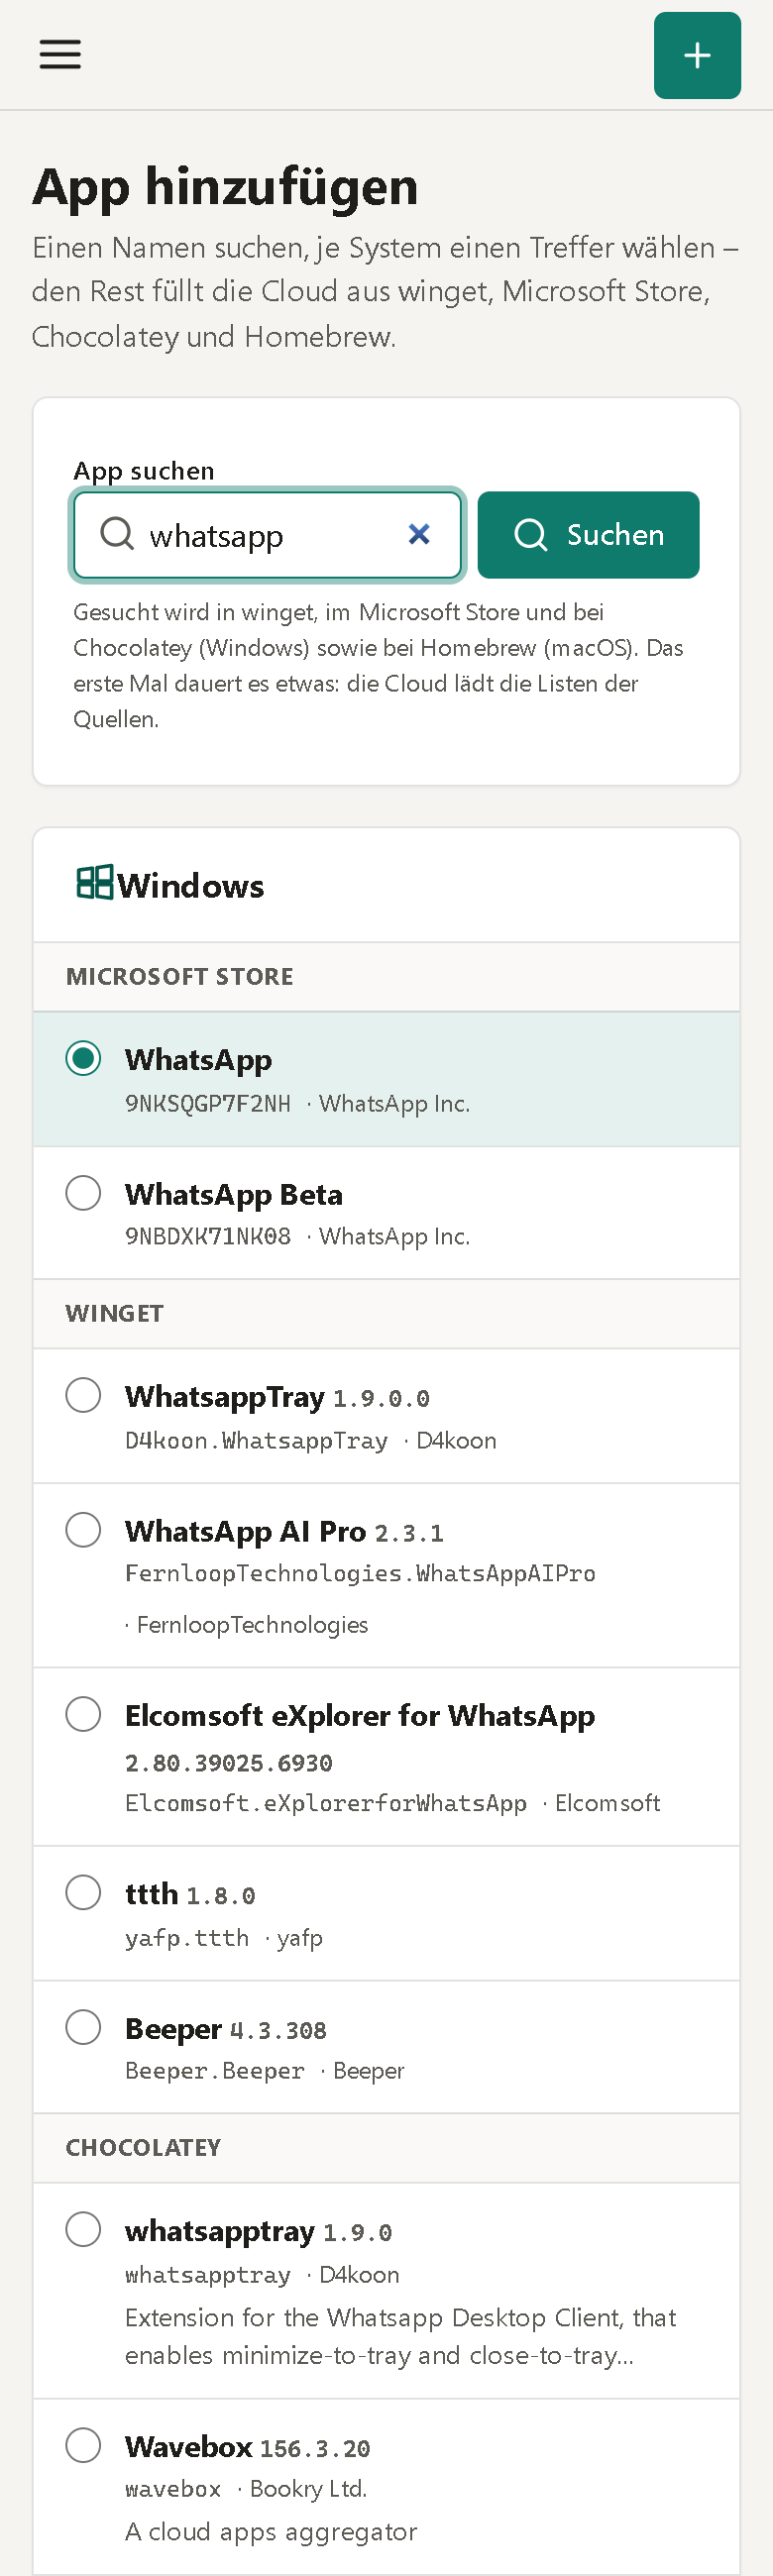 App hinzufügen
Einen Namen suchen, je System einen Treffer wählen –
den Rest füllt die Cloud aus winget, Microsoft Store,
Chocolatey und Homebrew.
App suchen
whatsapp
Suchen
Gesucht wird in winget, im Microsoft Store und bei
Chocolatey (Windows) sowie bei Homebrew (macOS). Das
erste Mal dauert es etwas: die Cloud lädt die Listen der
Quellen.
Windows
MICROSOFT STORE
WhatsApp
9NKSQGP7F2NH · WhatsApp Inc.
WhatsApp Beta
9NBDXK71NK08 · WhatsApp Inc.
WINGET
WhatsappTray 1.9.0.0
D4koon.WhatsappTray · D4koon
WhatsApp AI Pro 2.3.1
FernloopTechnologies.WhatsAppAIPro
· FernloopTechnologies
Elcomsoft eXplorer for WhatsApp
2.80.39025.6930
Elcomsoft.eXplorerforWhatsApp · Elcomsoft
ttth 1.8.0
yafp.ttth · yafp
Beeper 4.3.308
Beeper.Beeper · Beeper
CHOCOLATEY
whatsapptray 1.9.0
whatsapptray · D4koon
Extension for the Whatsapp Desktop Client, that
enables minimize-to-tray and close-to-tray...
Wavebox 156.3.20
wavebox · Bookry Ltd.
A cloud apps aggregator